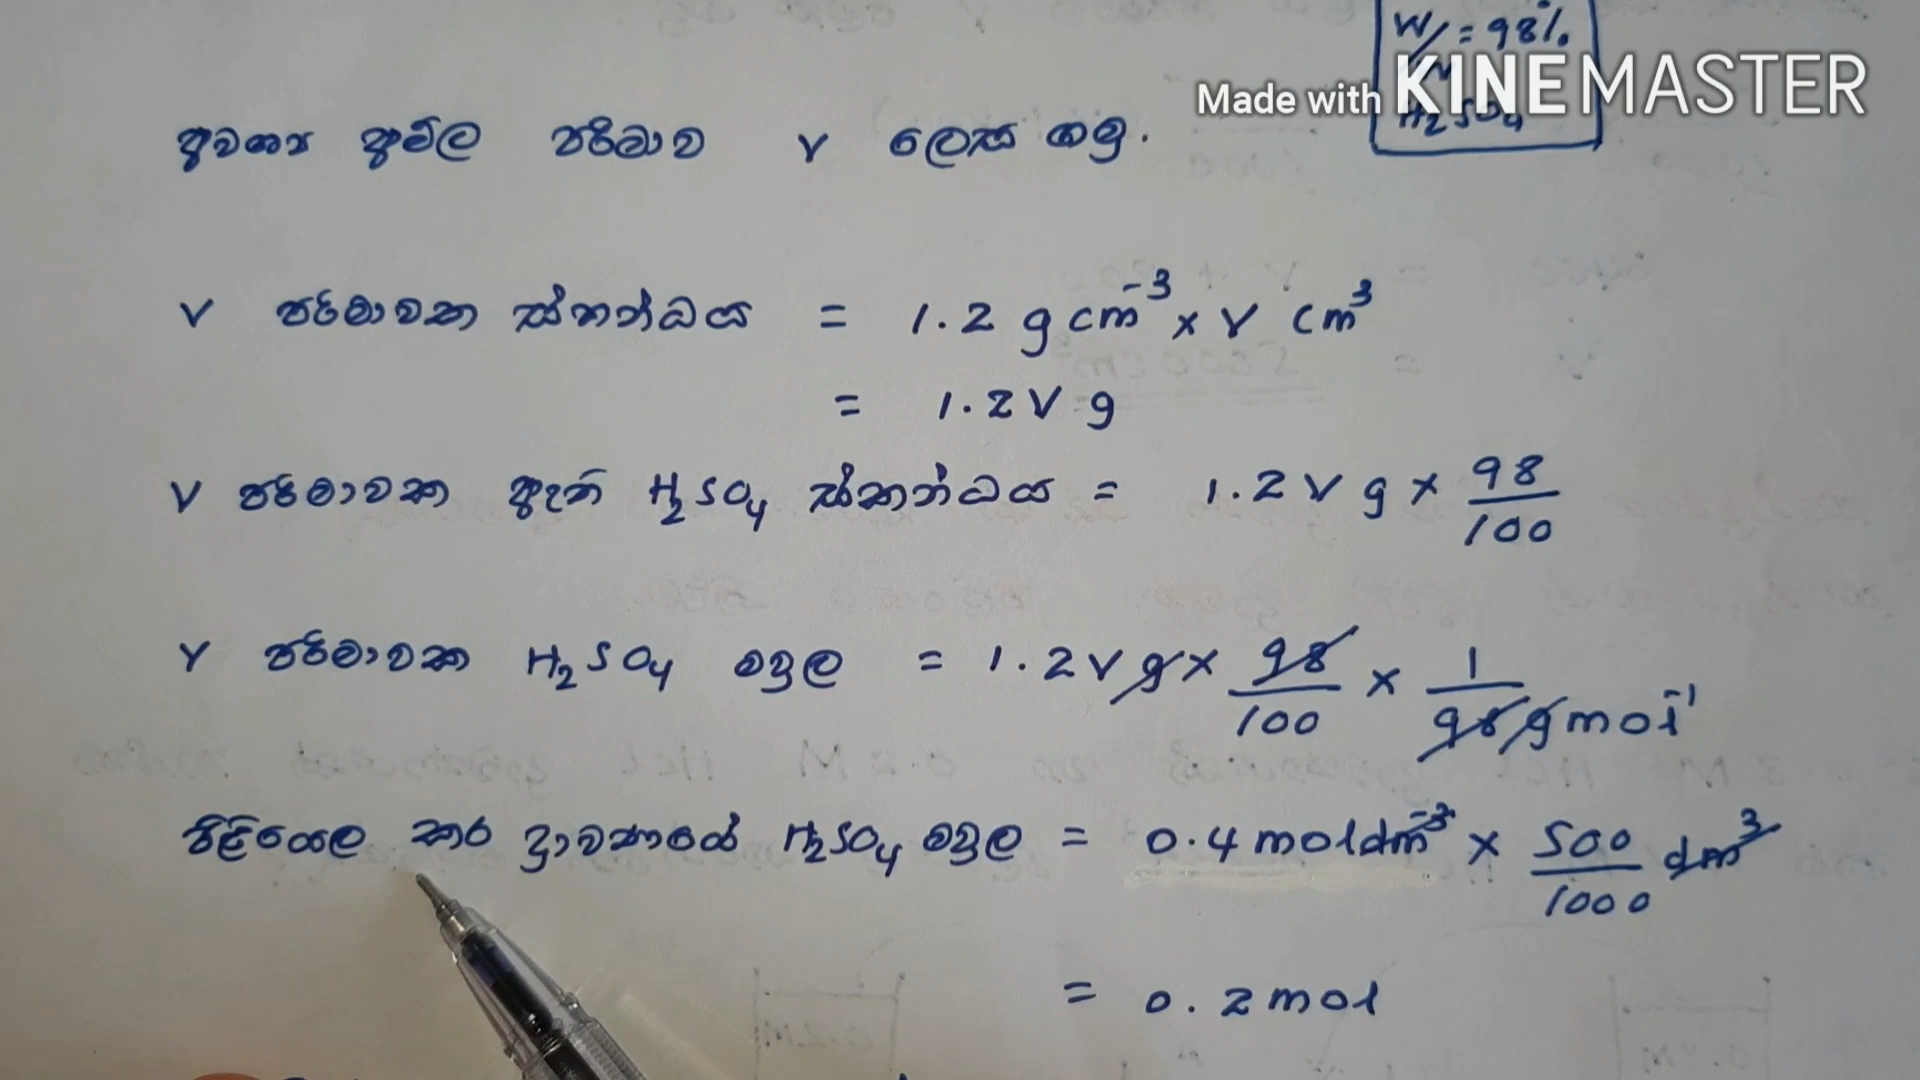 W/W = 98%
Made with KINEMASTER
H₂SO₄
අවශ්‍ය අම්ල පරිමාව V ලෙස ගමු.
V පරිමාවක ස්කන්ධය = 1.2 g cm⁻³ × V cm³
= 1.2 V g
V පරිමාවක ඇති H₂SO₄ ස්කන්ධය = 1.2 V g × 98/100
V පරිමාවක H₂SO₄ මවුල = 1.2 V g × 98/100 × 1/98 g mol⁻¹
පිළියෙල කර ද්‍රාවණයේ H₂SO₄ මවුල = 0.4 mol dm⁻³ × 500/1000 dm³
= 0.2 mol